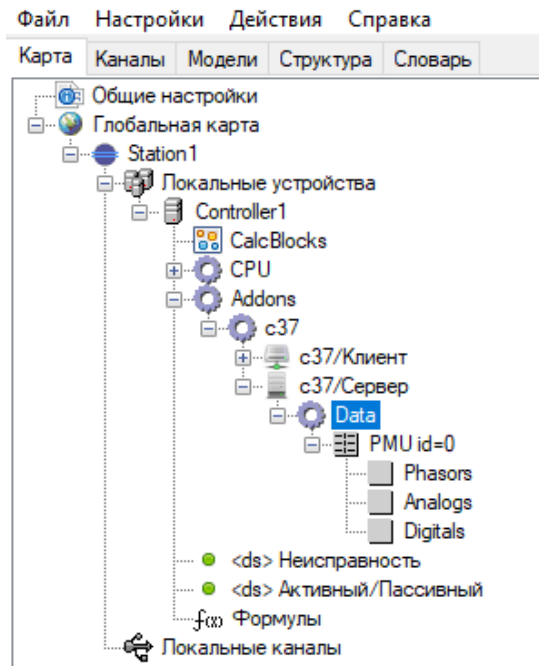 Файл Настройки Действия Справка
Карта Каналы Модели Структура Словарь
Общие настройки
Глобальная карта
Station1
Локальные устройства
Controller1
CalcBlocks
CPU
Addons
c37
c37/Клиент
c37/Сервер
Data
PMU id=0
Phasors
Analogs
Digitals
<ds> Неисправность
<ds> Активный/Пассивный
f(x) Формулы
Локальные каналы